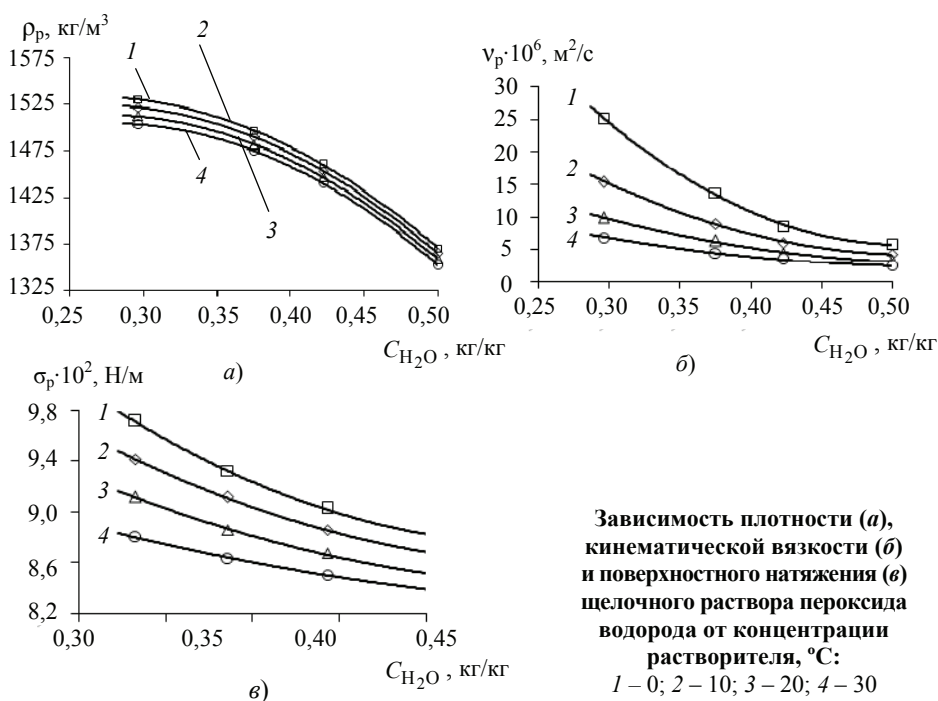 ρр, кг/м³
1575
1525
1475
1425
1375
1325
0,25 0,30 0,35 0,40 0,45 0,50
1
2
3
4
C_H₂O , кг/кг
а)
νр·10⁶, м²/с
30
25
20
15
10
5
0
0,25 0,30 0,35 0,40 0,45 0,50
1
2
3
4
C_H₂O , кг/кг
б)
σр·10², Н/м
9,8
9,4
9,0
8,6
8,2
0,30 0,35 0,40 0,45
1
2
3
4
C_H₂O , кг/кг
в)
Зависимость плотности (а),
кинематической вязкости (б)
и поверхностного натяжения (в)
щелочного раствора пероксида
водорода от концентрации
растворителя, °С:
1 – 0; 2 – 10; 3 – 20; 4 – 30